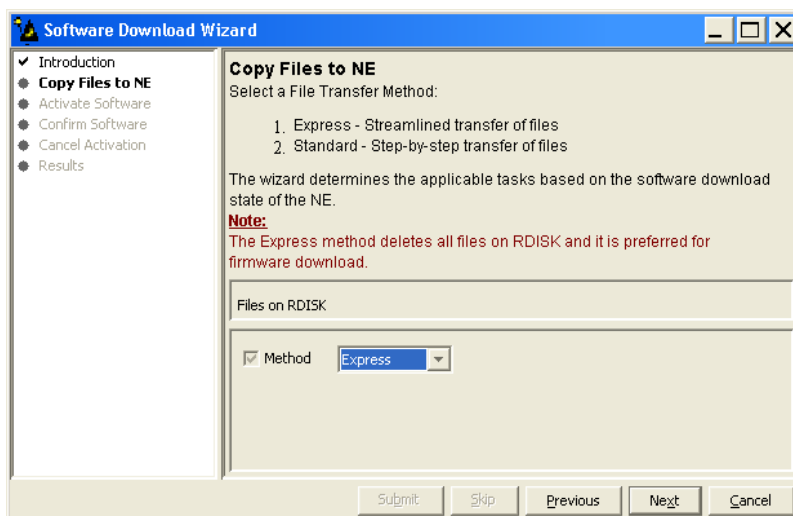 Software Download Wizard
Introduction
Copy Files to NE
Activate Software
Confirm Software
Cancel Activation
Results
Copy Files to NE
Select a File Transfer Method:
1. Express - Streamlined transfer of files
2. Standard - Step-by-step transfer of files
The wizard determines the applicable tasks based on the software download
state of the NE.
Note:
The Express method deletes all files on RDISK and it is preferred for
firmware download.
Files on RDISK
Method Express
Submit Skip Previous Next Cancel